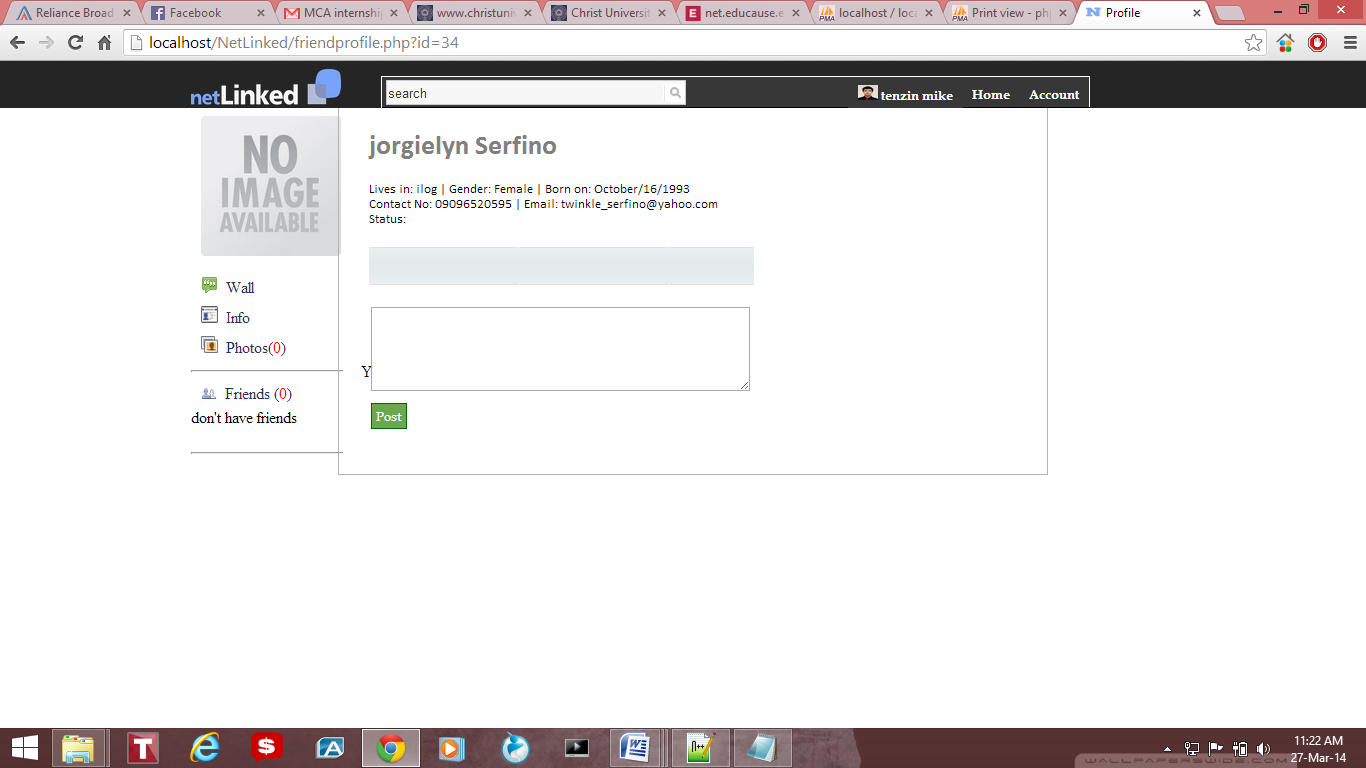 Reliance Broad
Facebook
MCA internshi
www.christuni
Christ Universit
net.educause.e
localhost / loca
Print view - ph
Profile
localhost/NetLinked/friendprofile.php?id=34
netLinked
search
tenzin mike Home Account
NO
IMAGE
AVAILABLE
jorgielyn Serfino
Lives in: ilog | Gender: Female | Born on: October/16/1993
Contact No: 09096520595 | Email: twinkle_serfino@yahoo.com
Status:
Wall
Info
Photos(0)
Y
Friends (0)
Post
don't have friends
11:22 AM
27-Mar-14
WALLPAPERSWIDE.COM